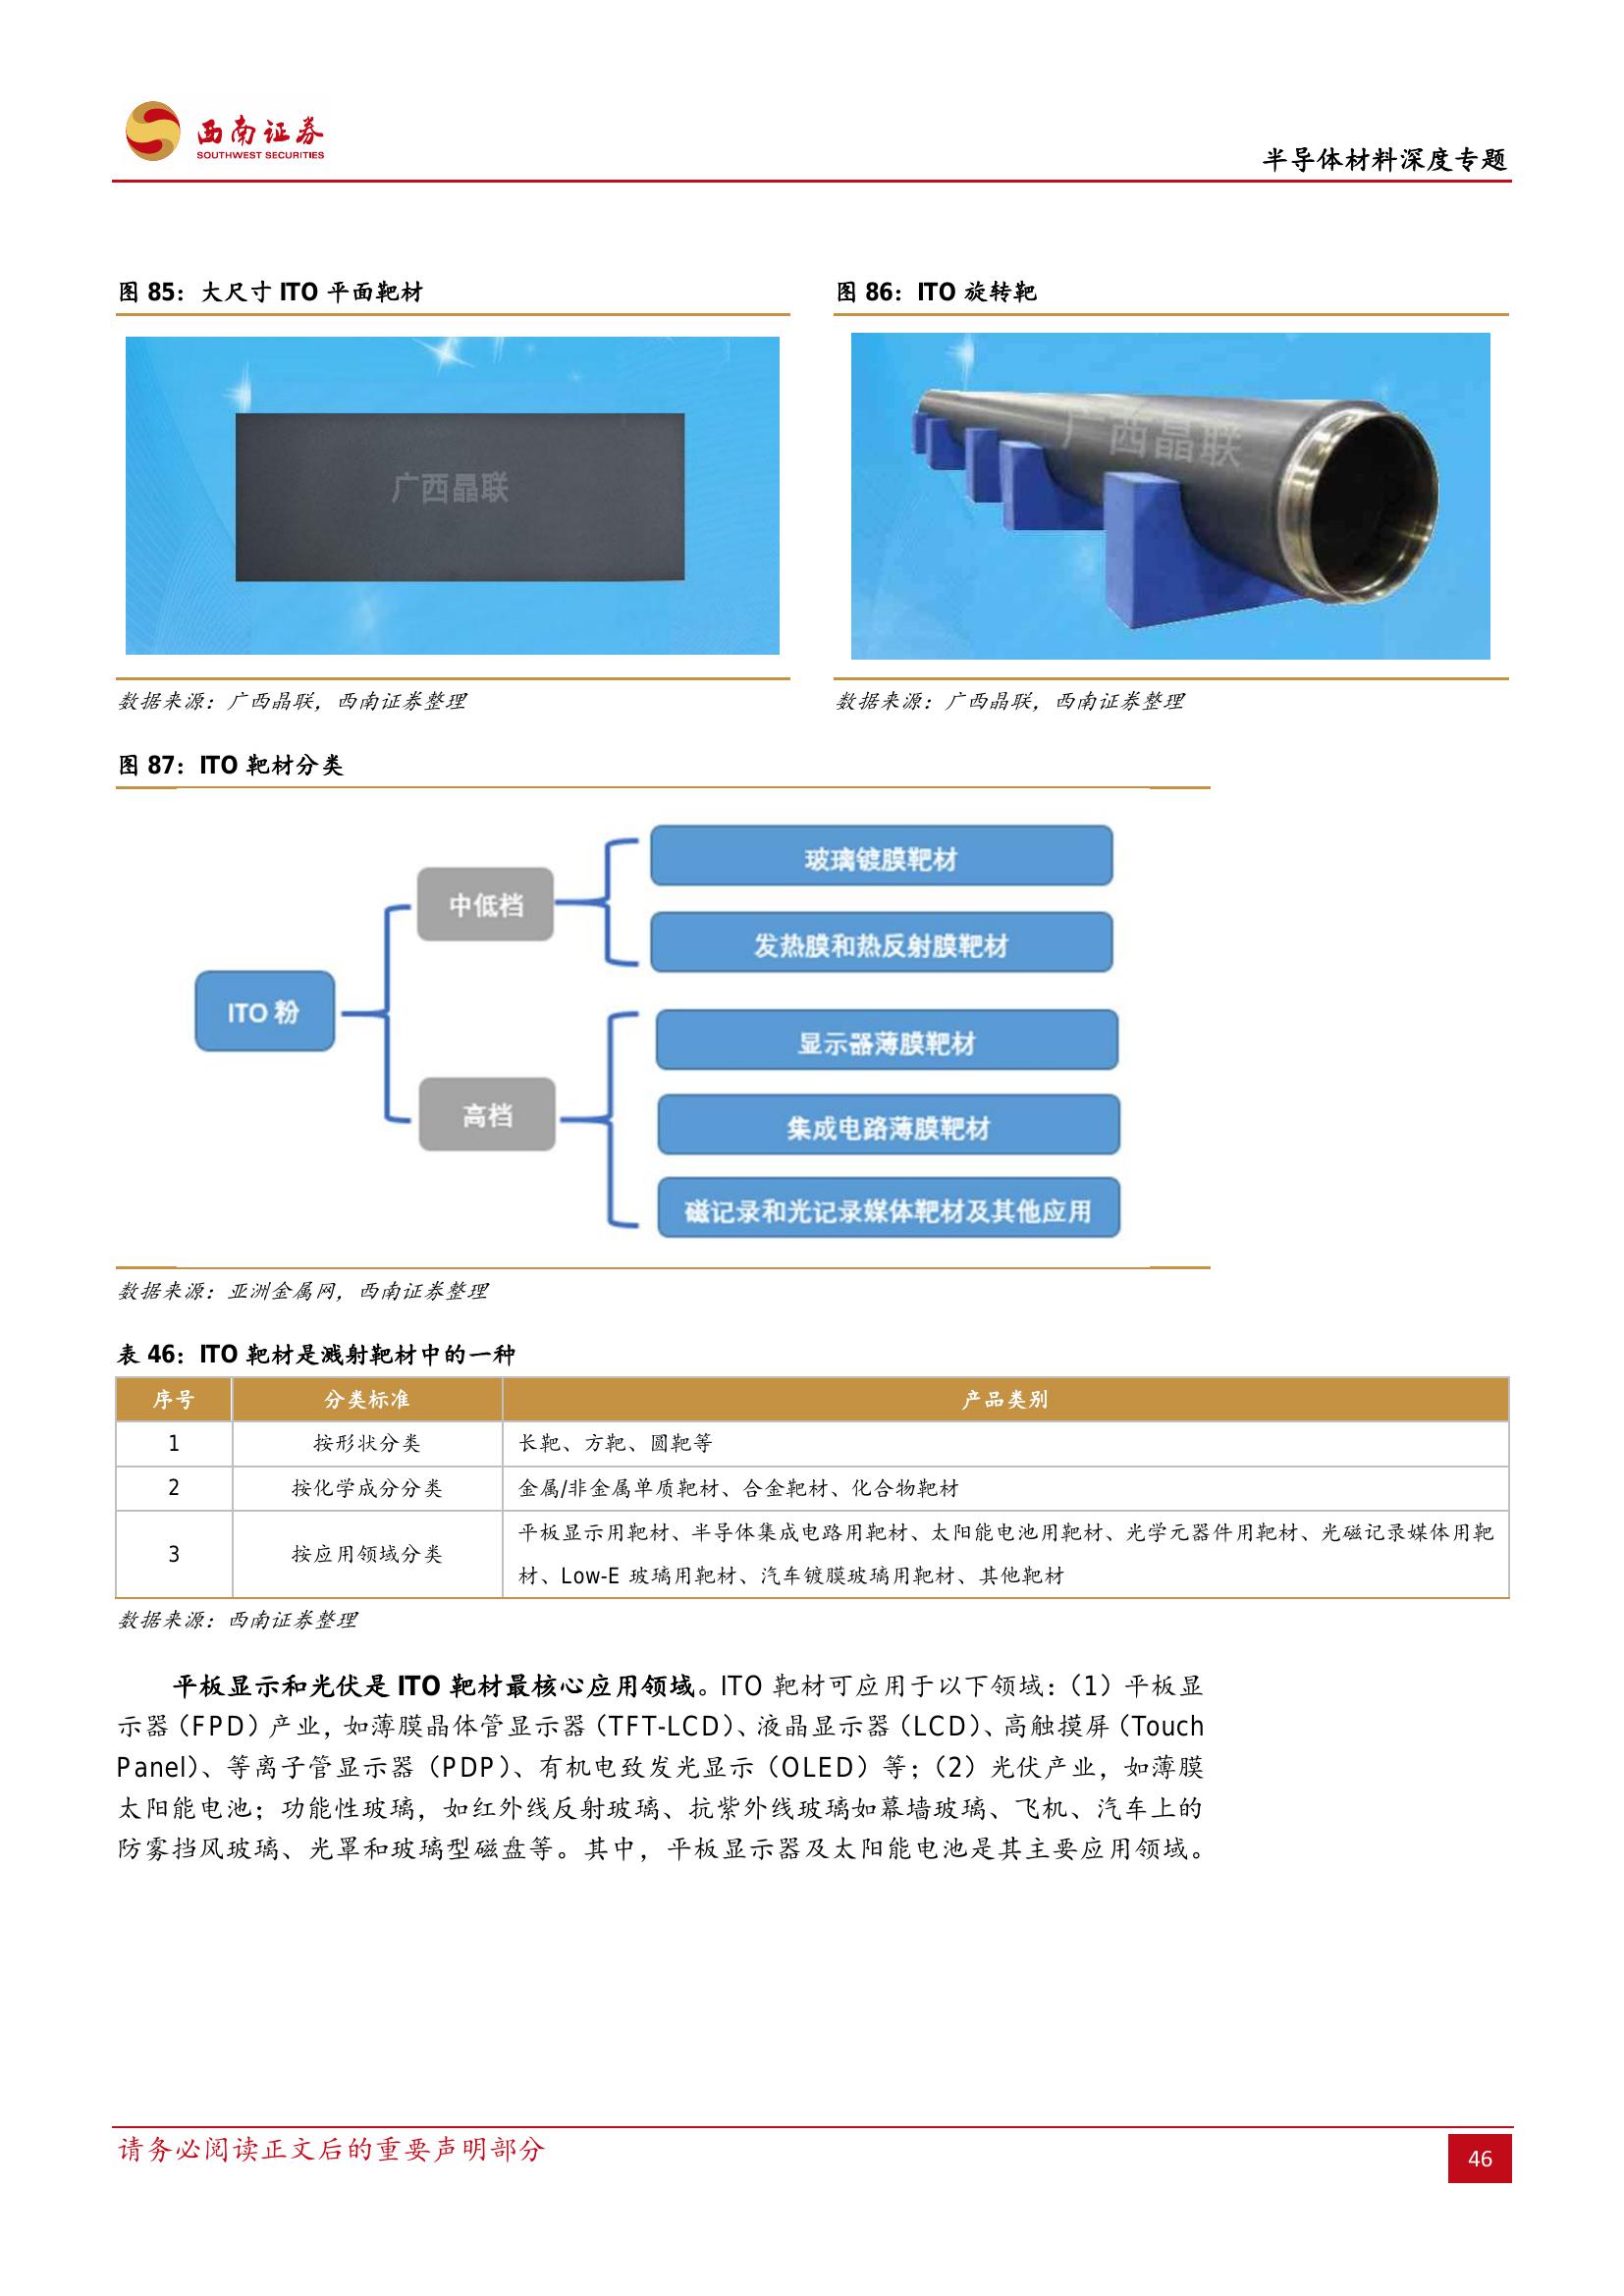 西南证券
SOUTHWEST SECURITIES
半导体材料深度专题
图 85：大尺寸 ITO 平面靶材
图 86：ITO 旋转靶
广西晶联
广西晶联
数据来源：广西晶联，西南证券整理
数据来源：广西晶联，西南证券整理
图 87：ITO 靶材分类
ITO 粉
中低档
玻璃镀膜靶材
发热膜和热反射膜靶材
高档
显示器薄膜靶材
集成电路薄膜靶材
磁记录和光记录媒体靶材及其他应用
数据来源：亚洲金属网，西南证券整理
表 46：ITO 靶材是溅射靶材中的一种
序号 分类标准 产品类别
1 按形状分类 长靶、方靶、圆靶等
2 按化学成分分类 金属/非金属单质靶材、合金靶材、化合物靶材
3 按应用领域分类 平板显示用靶材、半导体集成电路用靶材、太阳能电池用靶材、光学元器件用靶材、光磁记录媒体用靶
材、Low-E 玻璃用靶材、汽车镀膜玻璃用靶材、其他靶材
数据来源：西南证券整理
平板显示和光伏是 ITO 靶材最核心应用领域。ITO 靶材可应用于以下领域：（1）平板显
示器（FPD）产业，如薄膜晶体管显示器（TFT-LCD）、液晶显示器（LCD）、高触摸屏（Touch
Panel）、等离子管显示器（PDP）、有机电致发光显示（OLED）等；（2）光伏产业，如薄膜
太阳能电池；功能性玻璃，如红外线反射玻璃、抗紫外线玻璃如幕墙玻璃、飞机、汽车上的
防雾挡风玻璃、光罩和玻璃型磁盘等。其中，平板显示器及太阳能电池是其主要应用领域。
请务必阅读正文后的重要声明部分
46